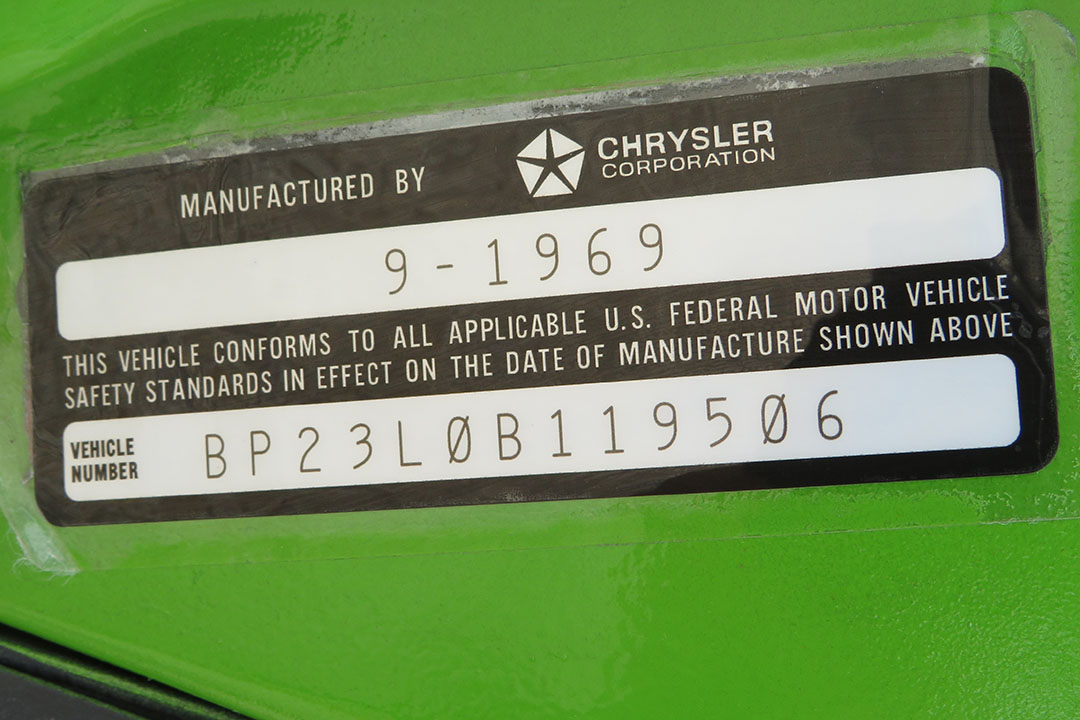 MANUFACTURED BY
CHRYSLER
CORPORATION
9-1969
THIS VEHICLE CONFORMS TO ALL APPLICABLE U.S. FEDERAL MOTOR VEHICLE
SAFETY STANDARDS IN EFFECT ON THE DATE OF MANUFACTURE SHOWN ABOVE
VEHICLE
NUMBER
BP23L0B119506